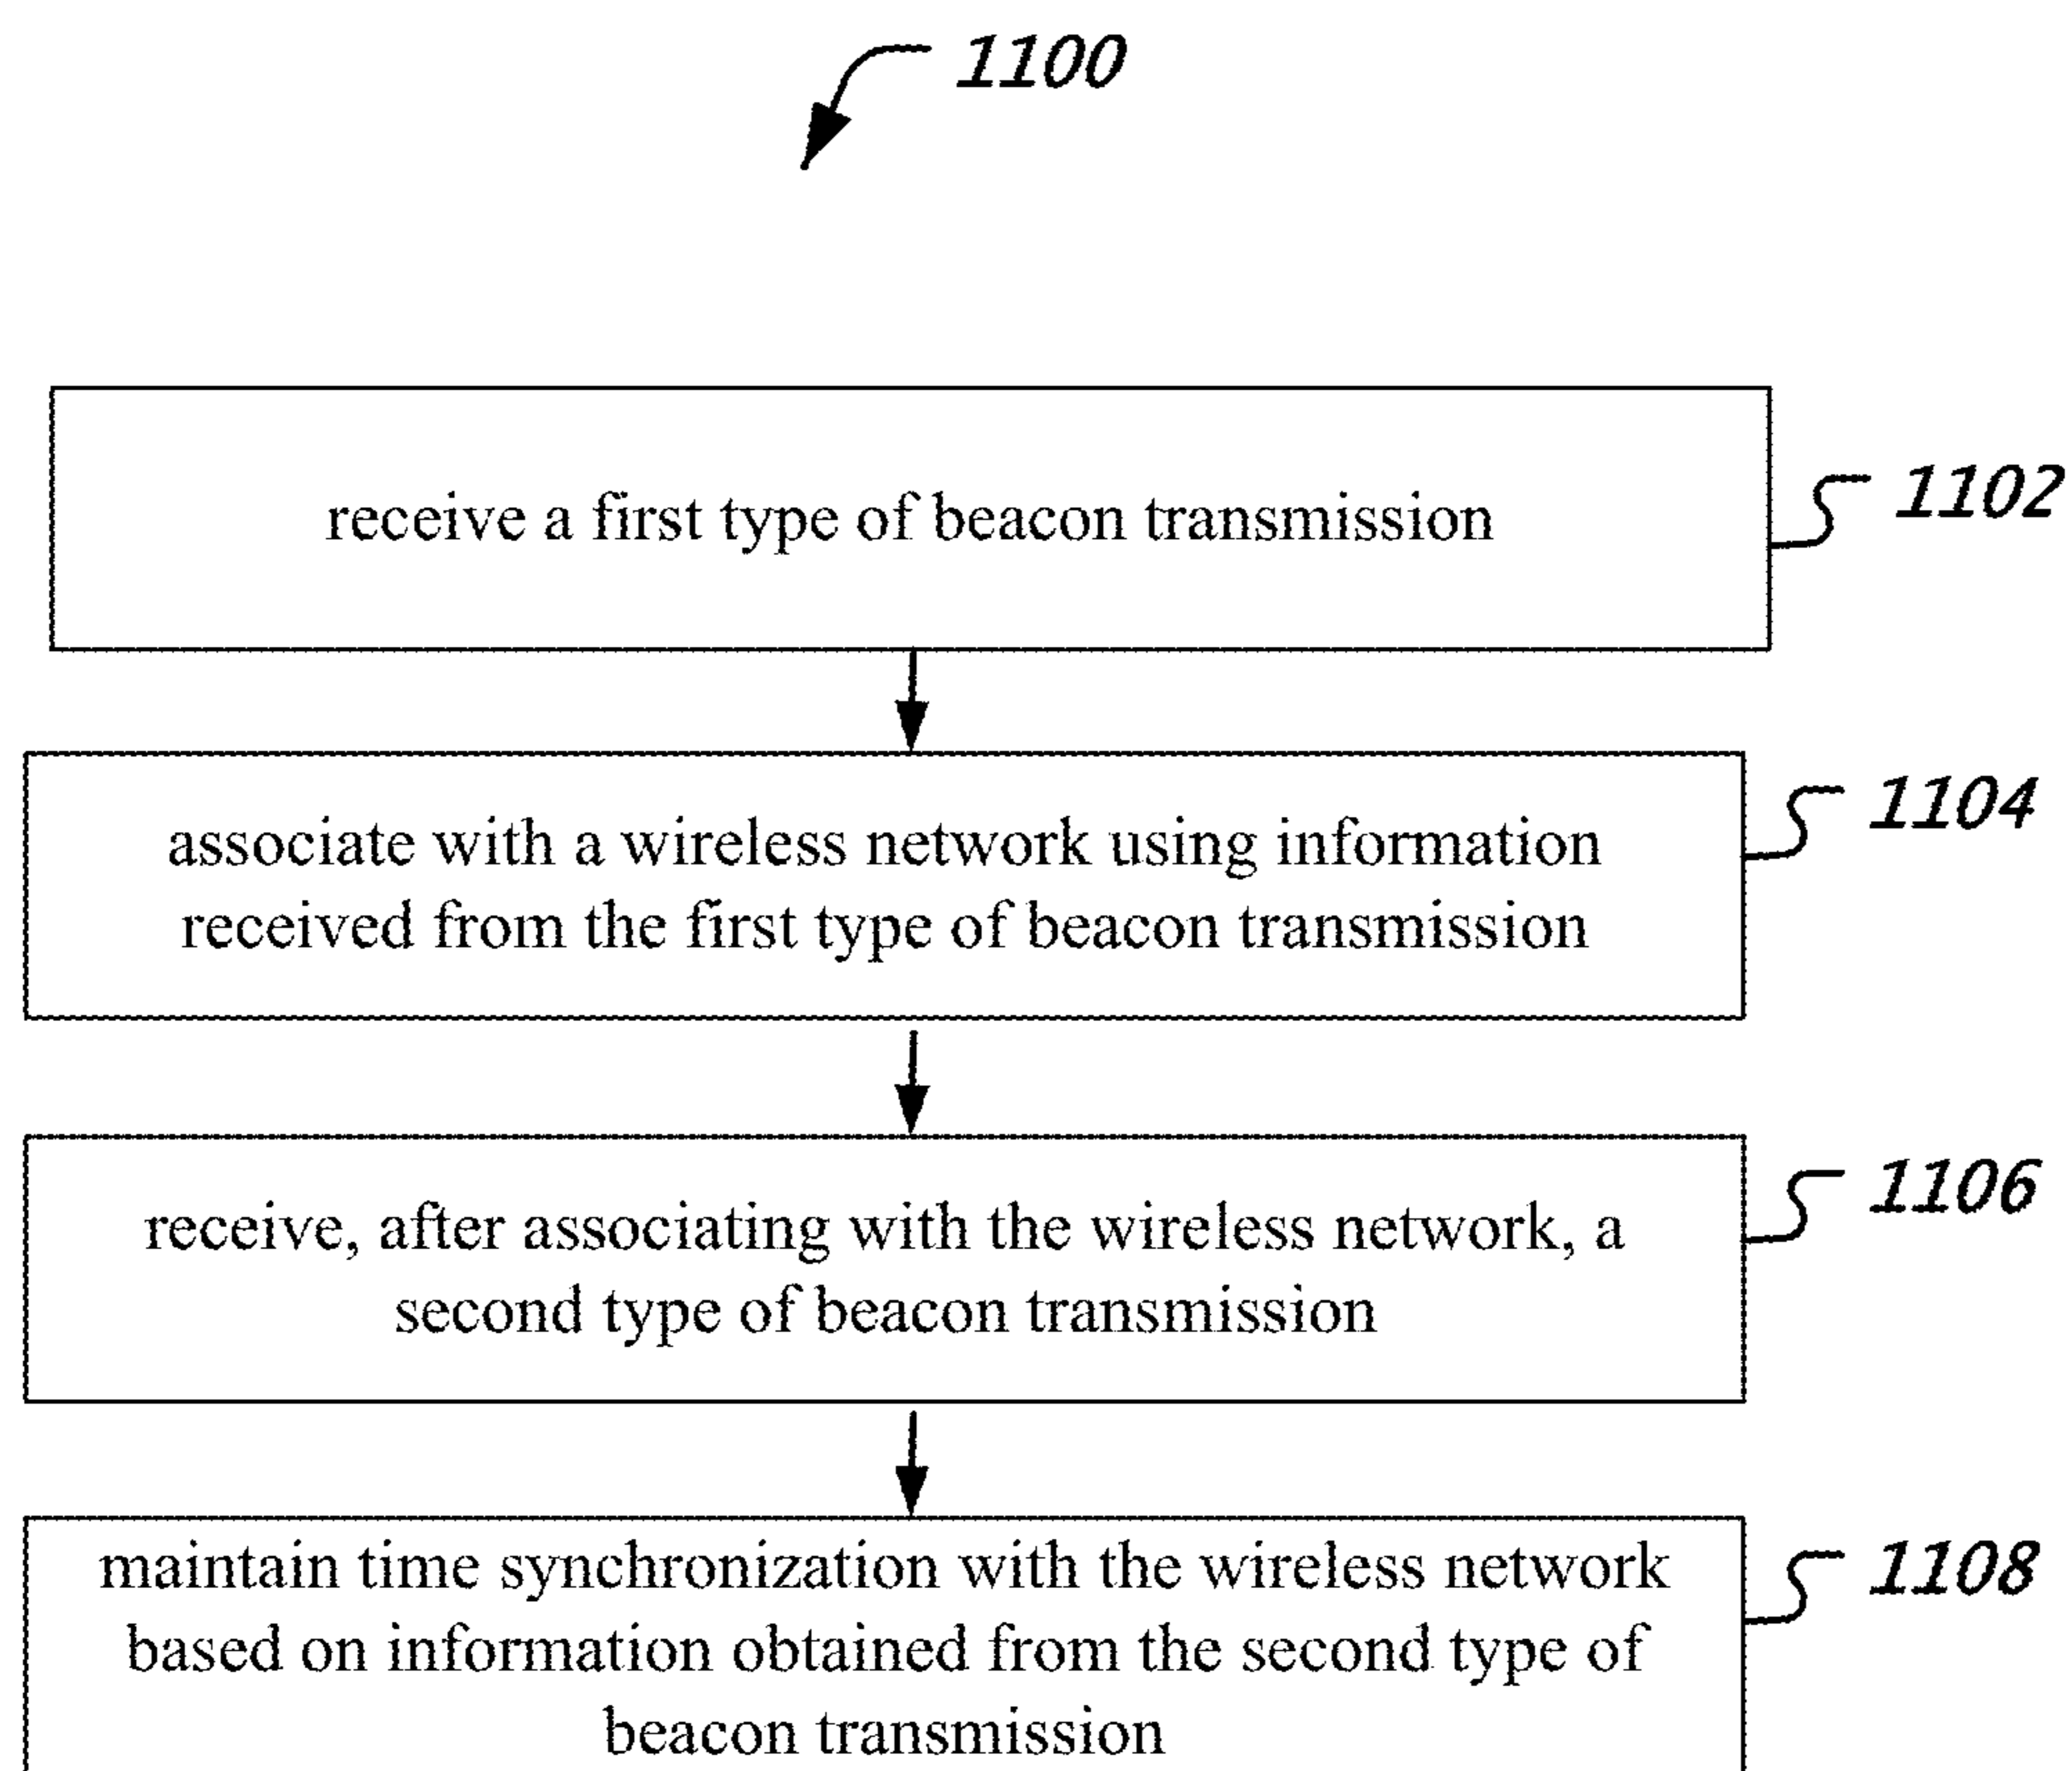 1100
receive a first type of beacon transmission
1102
associate with a wireless network using information
received from the first type of beacon transmission
1104
receive, after associating with the wireless network, a
second type of beacon transmission
1106
maintain time synchronization with the wireless network
based on information obtained from the second type of
beacon transmission
1108